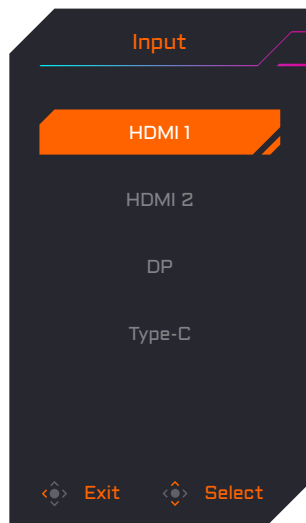 Input
HDMI 1
HDMI 2
DP
Type-C
Exit Select